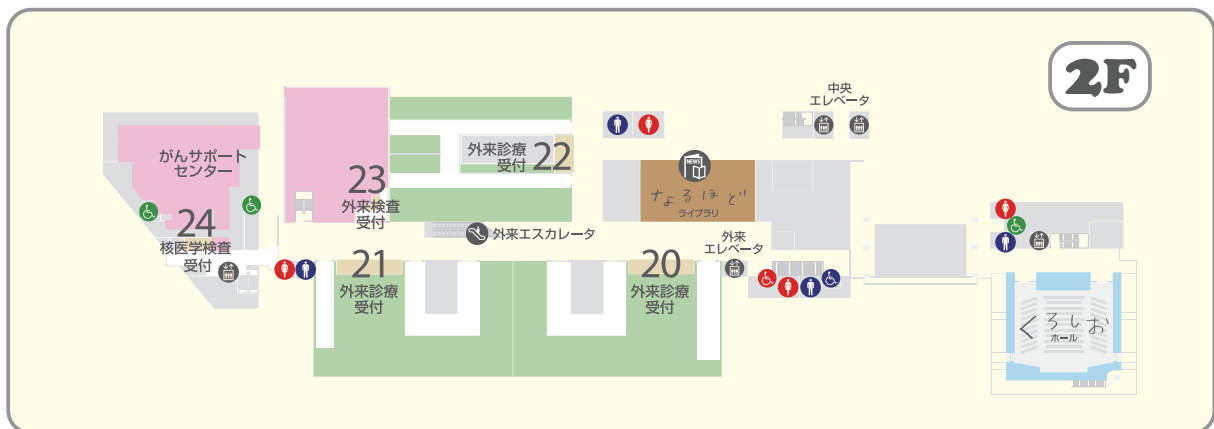 2F
中央
エレベータ
がんサポート
センター
24
核医学検査
受付
23
外来検査
受付
外来診療
受付
22
NEWS
なるほど
ライブラリ
外来エスカレータ
外来
エレベータ
21
外来診療
受付
20
外来診療
受付
くろしお
ホール